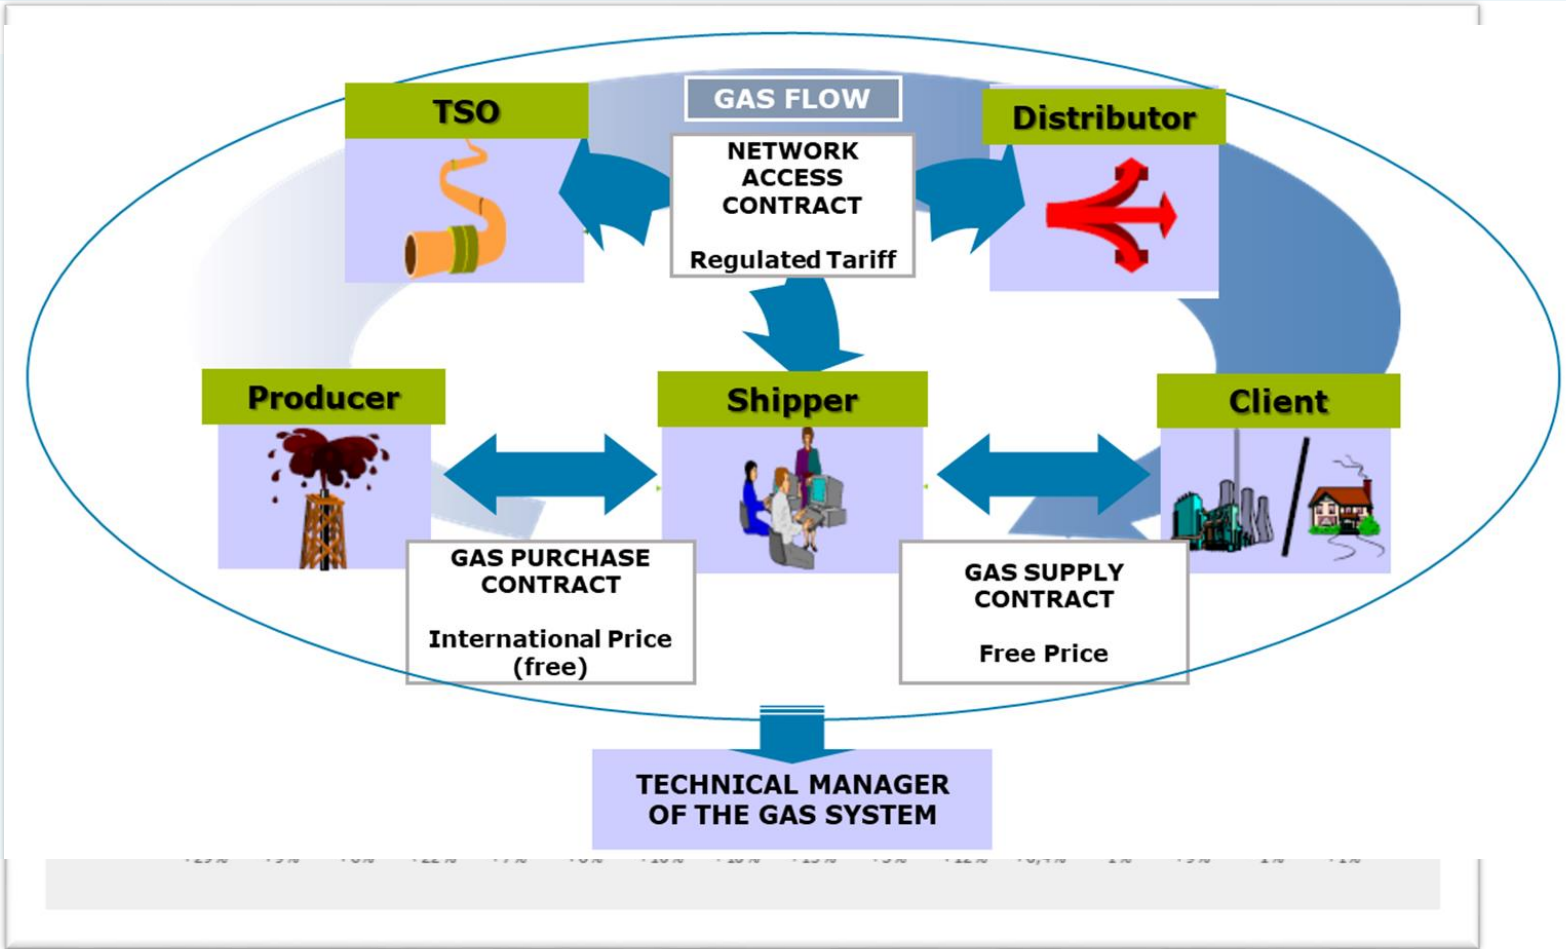 GAS FLOW
TSO
Distributor
NETWORK
ACCESS
CONTRACT
Regulated Tariff
Producer
Shipper
Client
GAS PURCHASE
CONTRACT
International Price
(free)
GAS SUPPLY
CONTRACT
Free Price
TECHNICAL MANAGER
OF THE GAS SYSTEM